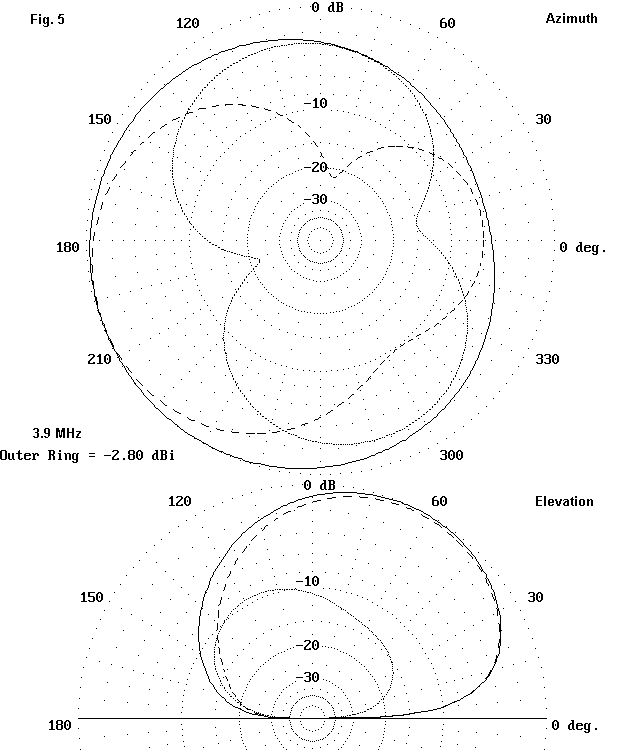 Fig. 5
0 dB
Azimuth
120
60
-10
150
30
-20
-30
180
0 deg.
210
330
3.9 MHz
Outer Ring = -2.80 dBi
300
0 dB
120
60
Elevation
-10
150
30
-20
-30
180
0 deg.